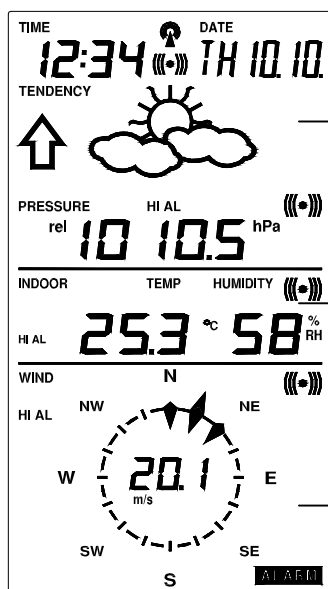 TIME DATE
12:34 TH 10.10.
TENDENCY
PRESSURE HI AL
rel 1010.5 hPa
INDOOR TEMP HUMIDITY
HI AL 25.3 °C 58 % RH
WIND N
HI AL NW NE
W 20.1 E
m/s
SW SE
S
ALARM